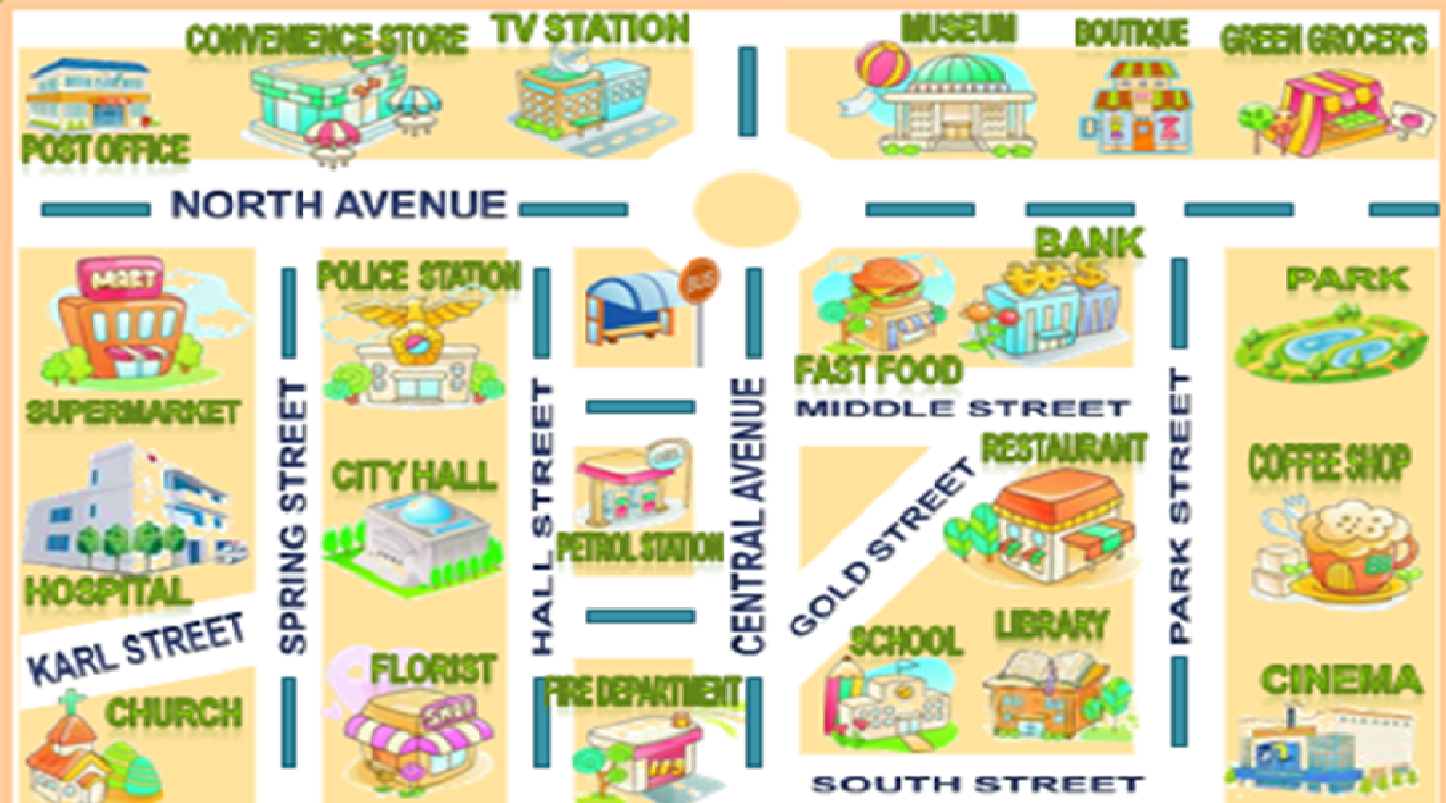 CONVENIENCE STORE
TV STATION
MUSEUM
BOUTIQUE
GREEN GROCER'S
POST OFFICE
NORTH AVENUE
BANK
MART
POLICE STATION
BUS
PARK
FAST FOOD
SUPERMARKET
MIDDLE STREET
RESTAURANT
CITY HALL
COFFEE SHOP
SPRING STREET
HALL STREET
CENTRAL AVENUE
GOLD STREET
PARK STREET
PETROL STATION
HOSPITAL
KARL STREET
SCHOOL
LIBRARY
FLORIST
FIRE DEPARTMENT
CINEMA
CHURCH
SOUTH STREET